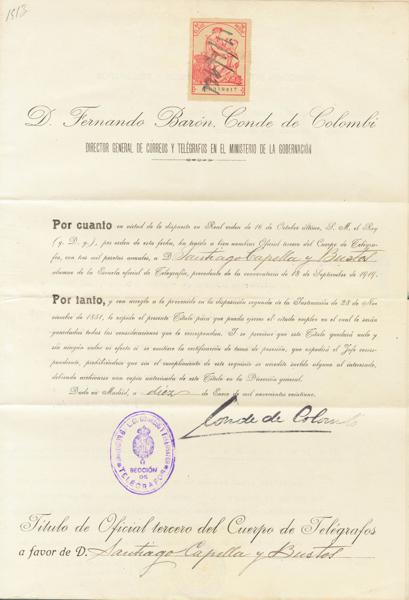 1813
D. Fernando Barón, Conde de Colombí
DIRECTOR GENERAL DE CORREOS Y TELÉGRAFOS EN EL MINISTERIO DE LA GOBERNACIÓN
Por cuanto en virtud de lo dispuesto en Real orden de 16 de Octubre último, S. M. el Rey
(q. D. g.), por orden de esta fecha, ha tenido a bien nombrar Oficial tercero del Cuerpo de Telégra-
fos, con tres mil pesetas anuales, a D. Santiago Capella y Bustos
alumno de la Escuela oficial de Telegrafía, procedente de la convocatoria de 18 de Septiembre de 1919.
Por tanto, y con arreglo a lo prevenido en la disposición segunda de la Instrucción de 28 de No-
viembre de 1851, le expido el presente Título para que pueda ejercer el citado empleo en el cual le serán
guardadas todas las consideraciones que le correspondan. Y se previene que este Título quedará nulo y
sin ningún valor ni efecto si se omitiera la certificación de toma de posesión, que expedirá el Jefe corres-
pondiente, prohibiéndose que sin el cumplimiento de este requisito se acredite sueldo alguno al interesado,
debiendo archivarse una copia autorizada de este Título en la Dirección general.
Dado en Madrid, a diez de Enero de mil novecientos veintiuno.
Conde de Colombí
SECCIÓN
DE
TELÉGRAFOS
Título de Oficial tercero del Cuerpo de Telégrafos
a favor de D. Santiago Capella y Bustos